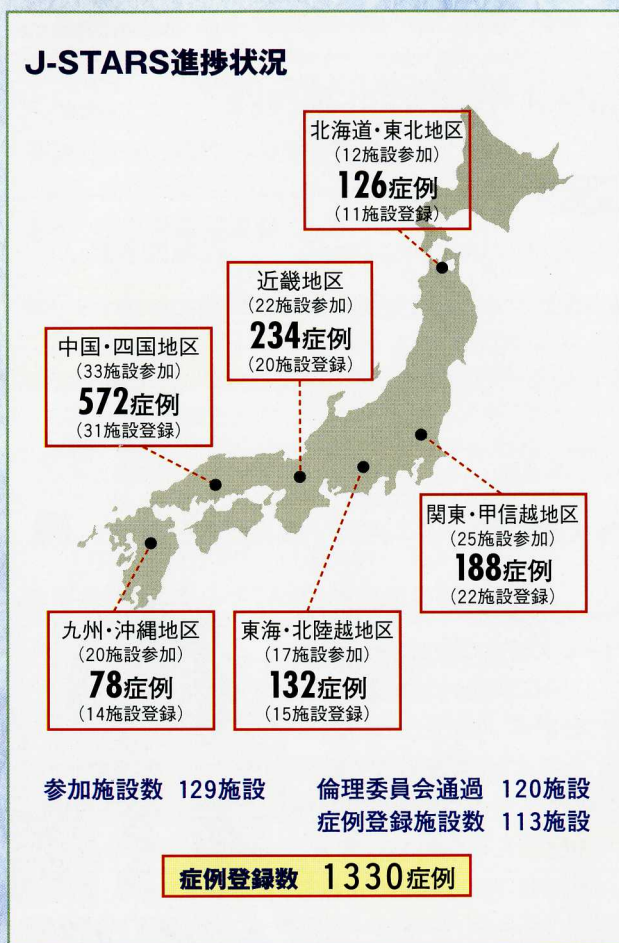 J-STARS進捗状況
北海道・東北地区
(12施設参加)
126症例
(11施設登録)
近畿地区
(22施設参加)
234症例
(20施設登録)
中国・四国地区
(33施設参加)
572症例
(31施設登録)
関東・甲信越地区
(25施設参加)
188症例
(22施設登録)
九州・沖縄地区
(20施設参加)
78症例
(14施設登録)
東海・北陸越地区
(17施設参加)
132症例
(15施設登録)
参加施設数 129施設
倫理委員会通過 120施設
症例登録施設数 113施設
症例登録数 1330症例